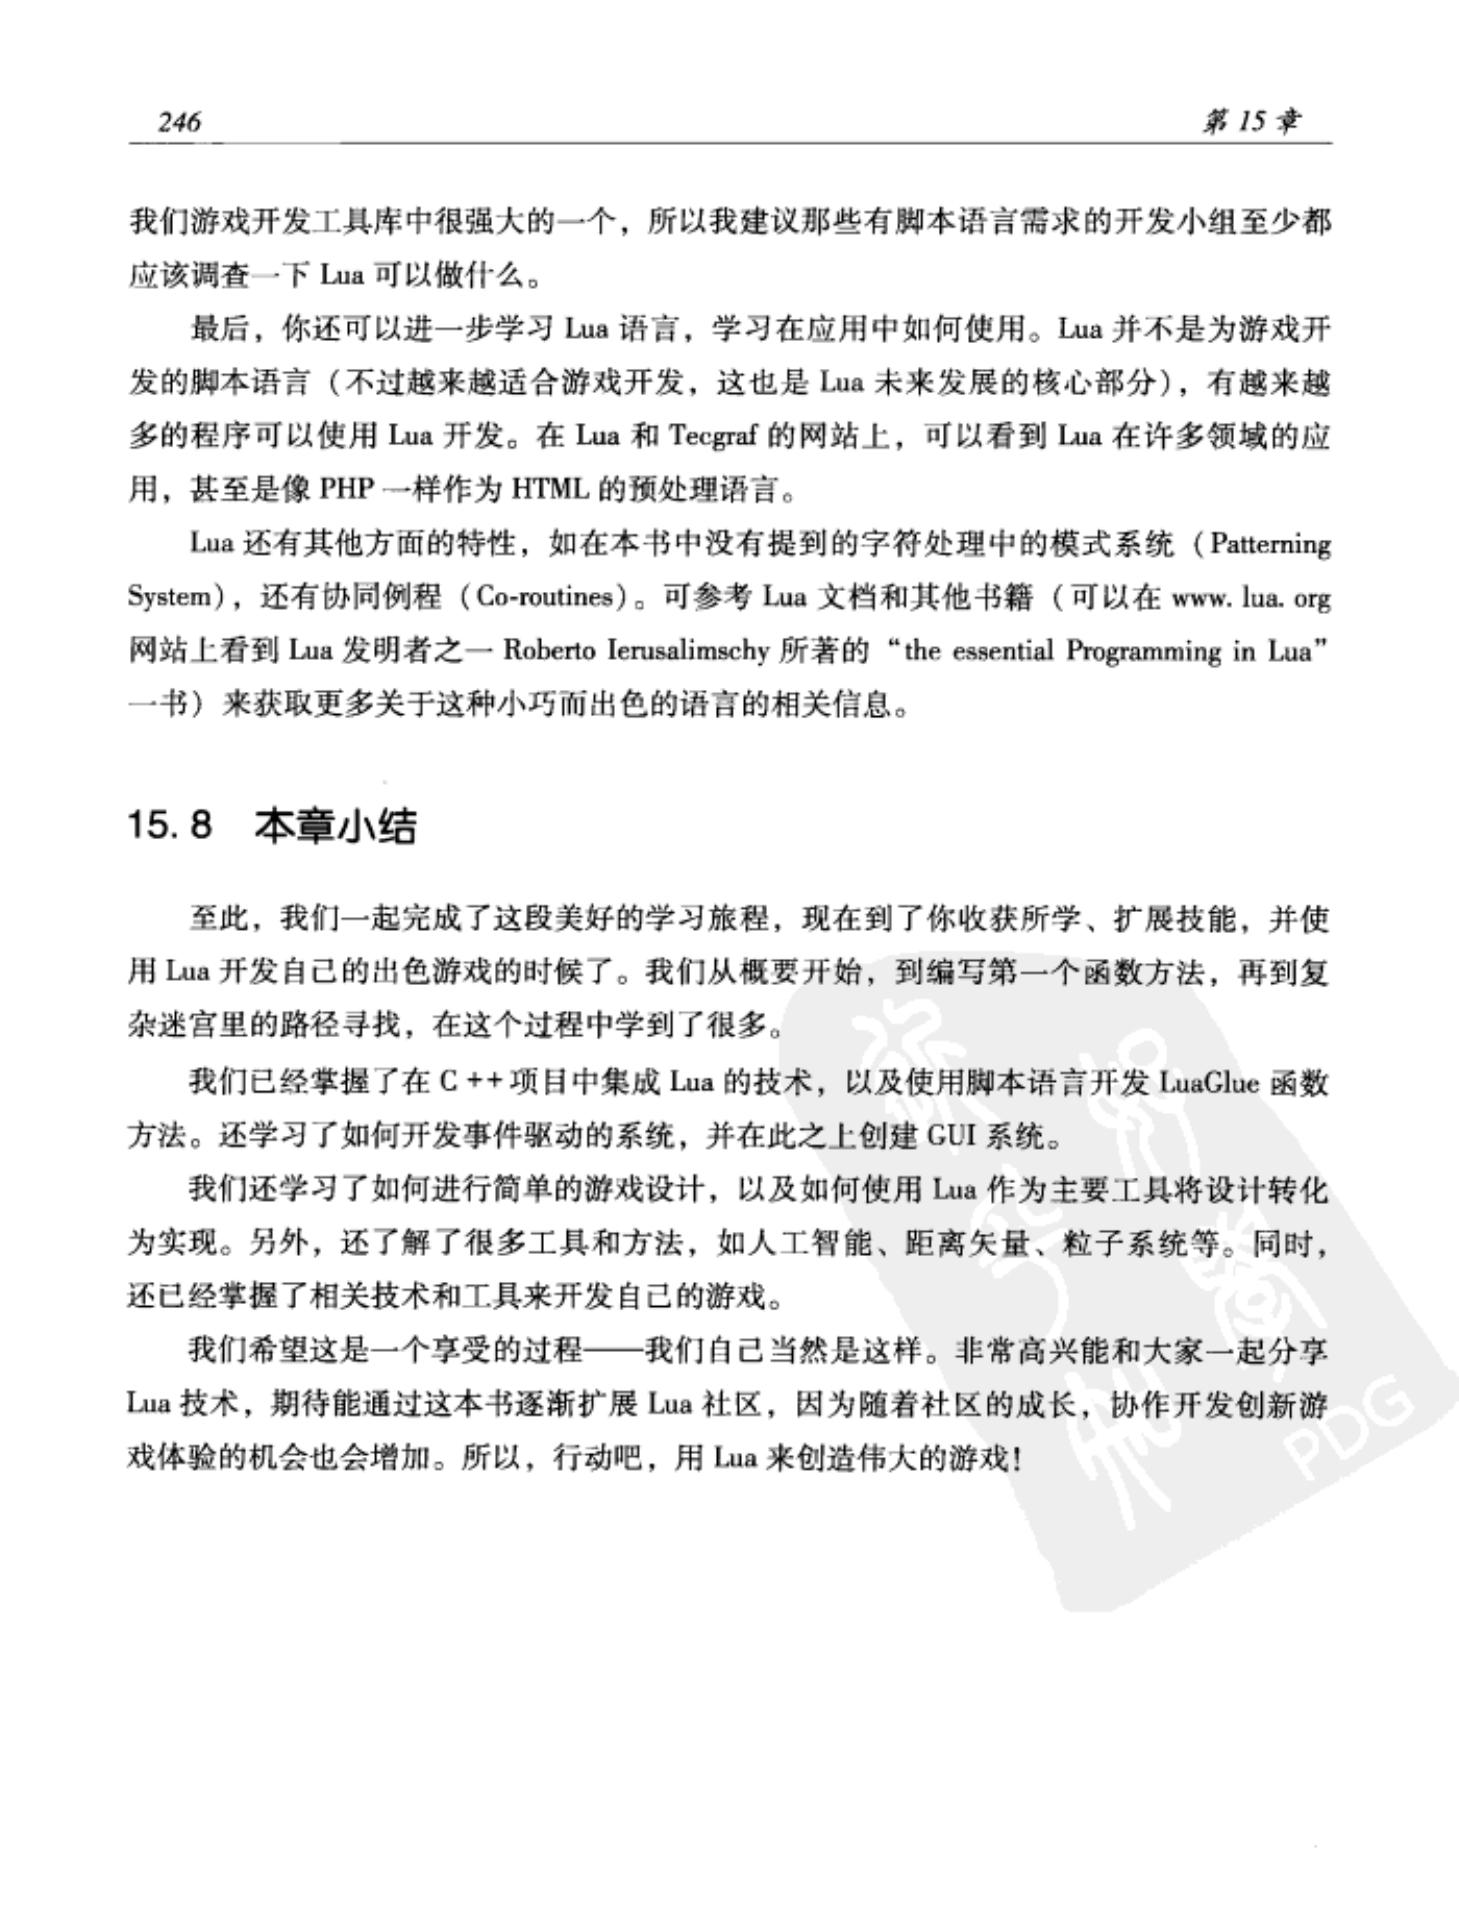 246
第 15 章
我们游戏开发工具库中很强大的一个，所以我建议那些有脚本语言需求的开发小组至少都
应该调查一下 Lua 可以做什么。
最后，你还可以进一步学习 Lua 语言，学习在应用中如何使用。Lua 并不是为游戏开
发的脚本语言（不过越来越适合游戏开发，这也是 Lua 未来发展的核心部分），有越来越
多的程序可以使用 Lua 开发。在 Lua 和 Tecgraf 的网站上，可以看到 Lua 在许多领域的应
用，甚至是像 PHP 一样作为 HTML 的预处理语言。
Lua 还有其他方面的特性，如在本书中没有提到的字符处理中的模式系统（Patterning
System），还有协同例程（Co-routines）。可参考 Lua 文档和其他书籍（可以在 www. lua. org
网站上看到 Lua 发明者之一 Roberto Ierusalimschy 所著的“the essential Programming in Lua”
一书）来获取更多关于这种小巧而出色的语言的相关信息。
15. 8 本章小结
至此，我们一起完成了这段美好的学习旅程，现在到了你收获所学、扩展技能，并使
用 Lua 开发自己的出色游戏的时候了。我们从概要开始，到编写第一个函数方法，再到复
杂迷宫里的路径寻找，在这个过程中学到了很多。
我们已经掌握了在 C ++ 项目中集成 Lua 的技术，以及使用脚本语言开发 LuaGlue 函数
方法。还学习了如何开发事件驱动的系统，并在此之上创建 GUI 系统。
我们还学习了如何进行简单的游戏设计，以及如何使用 Lua 作为主要工具将设计转化
为实现。另外，还了解了很多工具和方法，如人工智能、距离矢量、粒子系统等。同时，
还已经掌握了相关技术和工具来开发自己的游戏。
我们希望这是一个享受的过程——我们自己当然是这样。非常高兴能和大家一起分享
Lua 技术，期待能通过这本书逐渐扩展 Lua 社区，因为随着社区的成长，协作开发创新游
戏体验的机会也会增加。所以，行动吧，用 Lua 来创造伟大的游戏！
PDG